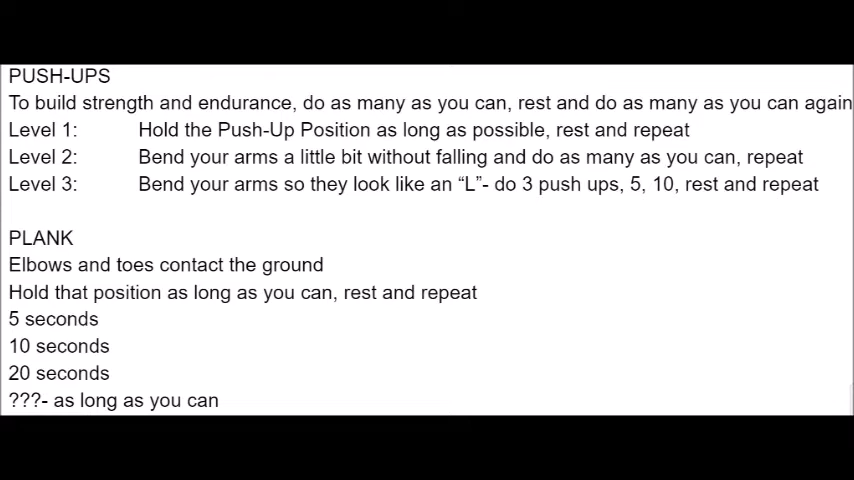 PUSH-UPS
To build strength and endurance, do as many as you can, rest and do as many as you can again
Level 1: Hold the Push-Up Position as long as possible, rest and repeat
Level 2: Bend your arms a little bit without falling and do as many as you can, repeat
Level 3: Bend your arms so they look like an “L”- do 3 push ups, 5, 10, rest and repeat
PLANK
Elbows and toes contact the ground
Hold that position as long as you can, rest and repeat
5 seconds
10 seconds
20 seconds
???- as long as you can